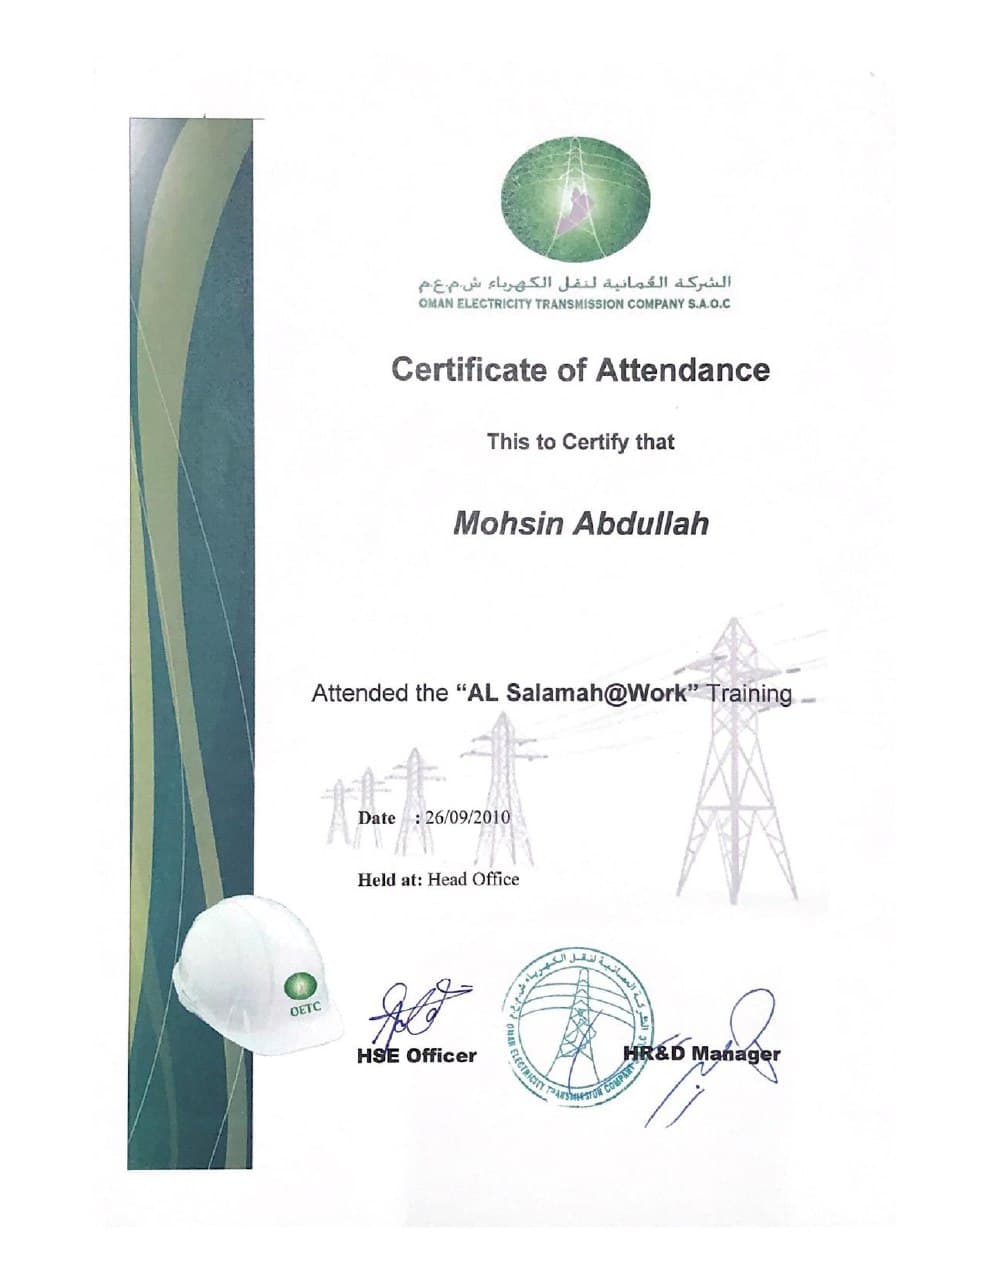 الشركة العُمانية لنقل الكهرباء ش.م.ع.م
OMAN ELECTRICITY TRANSMISSION COMPANY S.A.O.C
Certificate of Attendance
This to Certify that
Mohsin Abdullah
Attended the “AL Salamah@Work” Training
Date : 26/09/2010
Held at: Head Office
OETC
HSE Officer
الشركة العمانية لنقل الكهرباء ش.م.ع.م
OMAN ELECTRICITY TRANSMISSION COMPANY
HR&D Manager